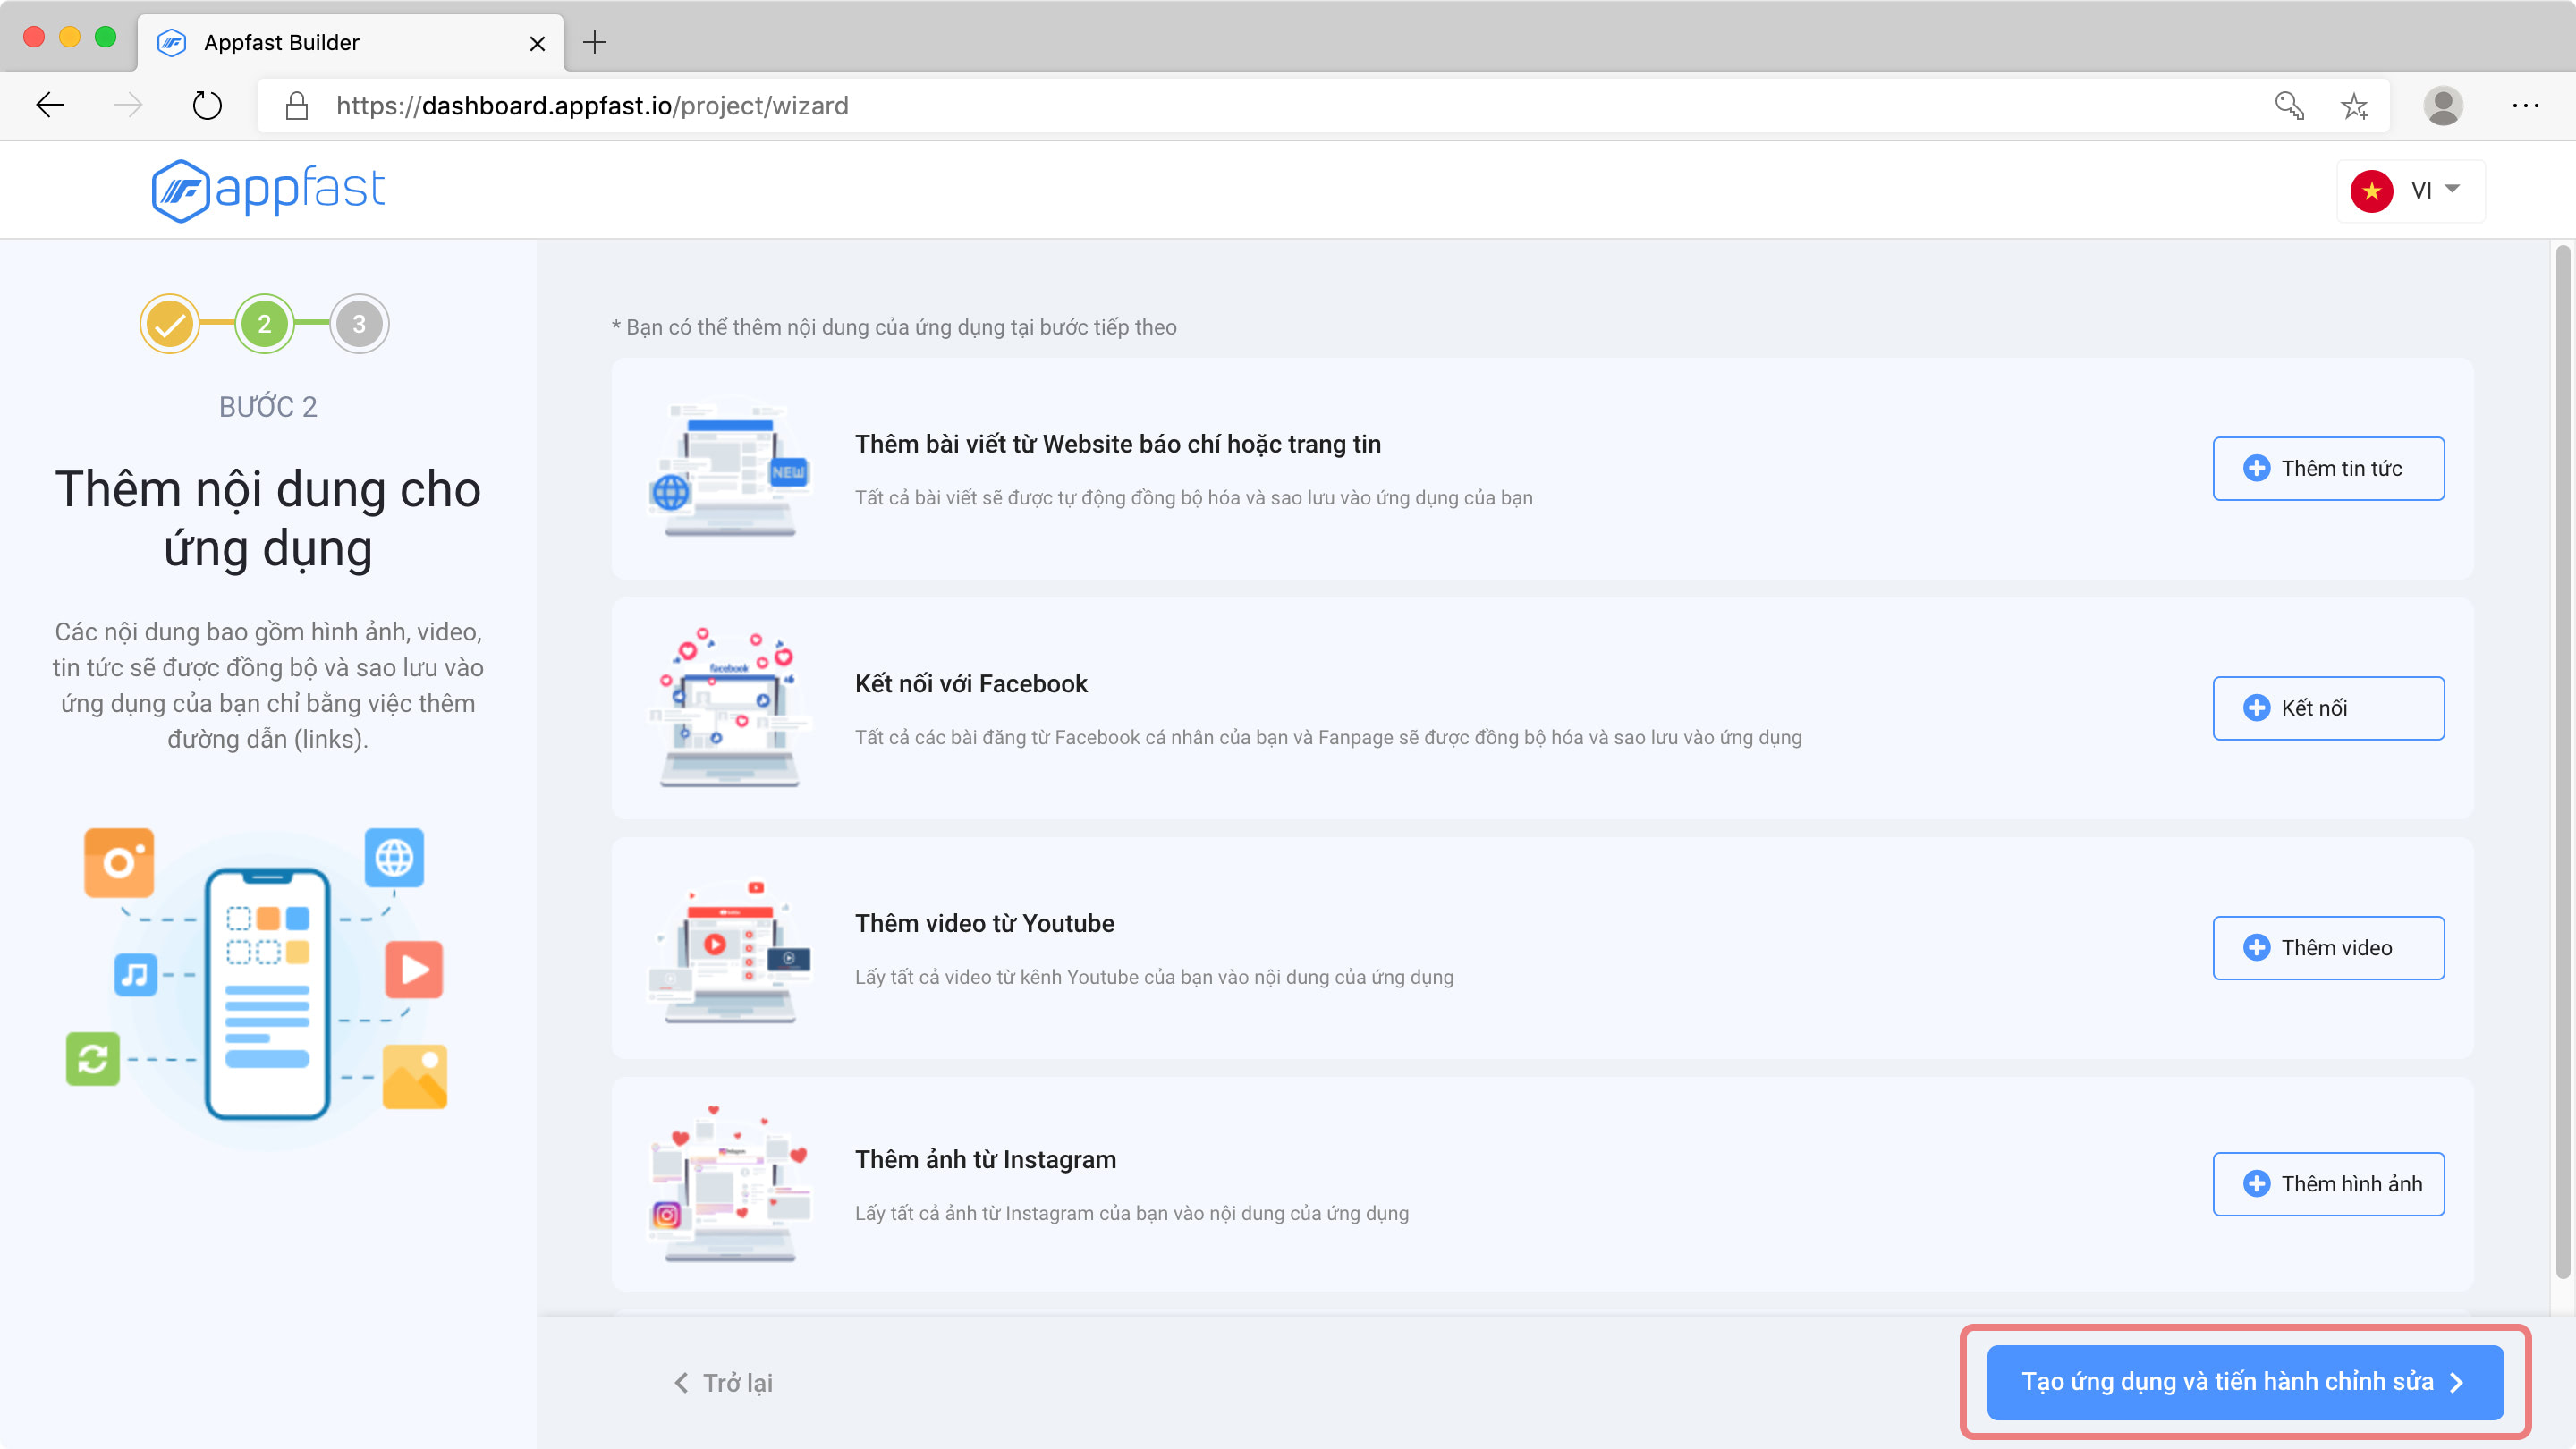 Appfast Builder
https://dashboard.appfast.io/project/wizard
appfast
VI
2
3
BƯỚC 2
Thêm nội dung cho
ứng dụng
Các nội dung bao gồm hình ảnh, video,
tin tức sẽ được đồng bộ và sao lưu vào
ứng dụng của bạn chỉ bằng việc thêm
đường dẫn (links).
* Bạn có thể thêm nội dung của ứng dụng tại bước tiếp theo
NEW
Thêm bài viết từ Website báo chí hoặc trang tin
Tất cả bài viết sẽ được tự động đồng bộ hóa và sao lưu vào ứng dụng của bạn
Thêm tin tức
facebook
Kết nối với Facebook
Tất cả các bài đăng từ Facebook cá nhân của bạn và Fanpage sẽ được đồng bộ hóa và sao lưu vào ứng dụng
Kết nối
Thêm video từ Youtube
Lấy tất cả video từ kênh Youtube của bạn vào nội dung của ứng dụng
Thêm video
Thêm ảnh từ Instagram
Lấy tất cả ảnh từ Instagram của bạn vào nội dung của ứng dụng
Thêm hình ảnh
Trở lại
Tạo ứng dụng và tiến hành chỉnh sửa